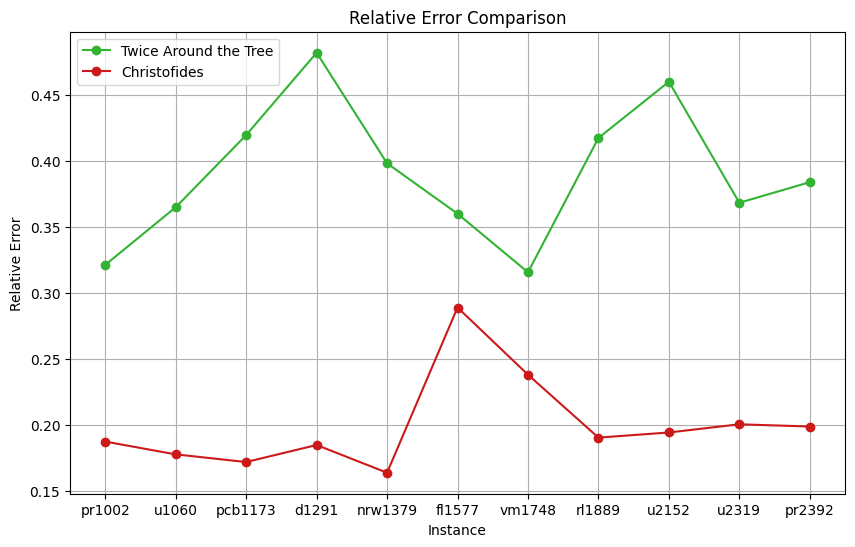 Relative Error Comparison
Twice Around the Tree
Christofides
Relative Error
0.45
0.40
0.35
0.30
0.25
0.20
0.15
pr1002 u1060 pcb1173 d1291 nrw1379 fl1577 vm1748 rl1889 u2152 u2319 pr2392
Instance